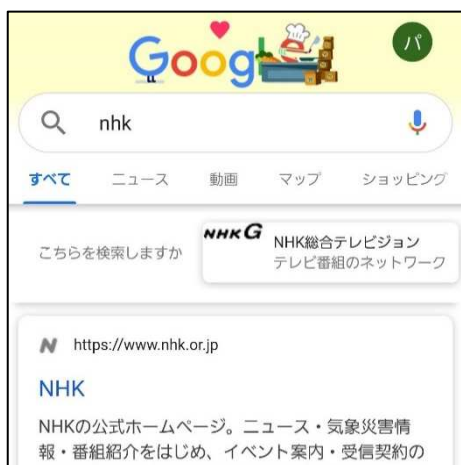 Goog
パ
nhk
すべて ニュース 動画 マップ ショッピング
こちらを検索しますか
NHK G
NHK総合テレビジョン
テレビ番組のネットワーク
N https://www.nhk.or.jp
NHK
NHKの公式ホームページ。ニュース・気象災害情
報・番組紹介をはじめ、イベント案内・受信契約の